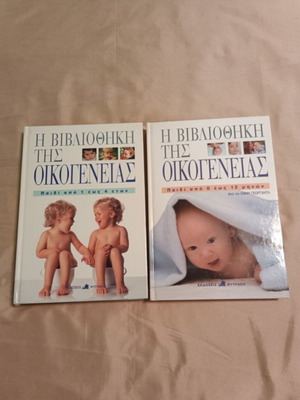 Η ΒΙΒΛΙΟΘΗΚΗ
ΤΗΣ
ΟΙΚΟΓΕΝΕΙΑΣ
Παιδί από 1 έως 4 ετών
Η ΒΙΒΛΙΟΘΗΚΗ
ΤΗΣ
ΟΙΚΟΓΕΝΕΙΑΣ
Παιδί από 0 έως 12 μηνών